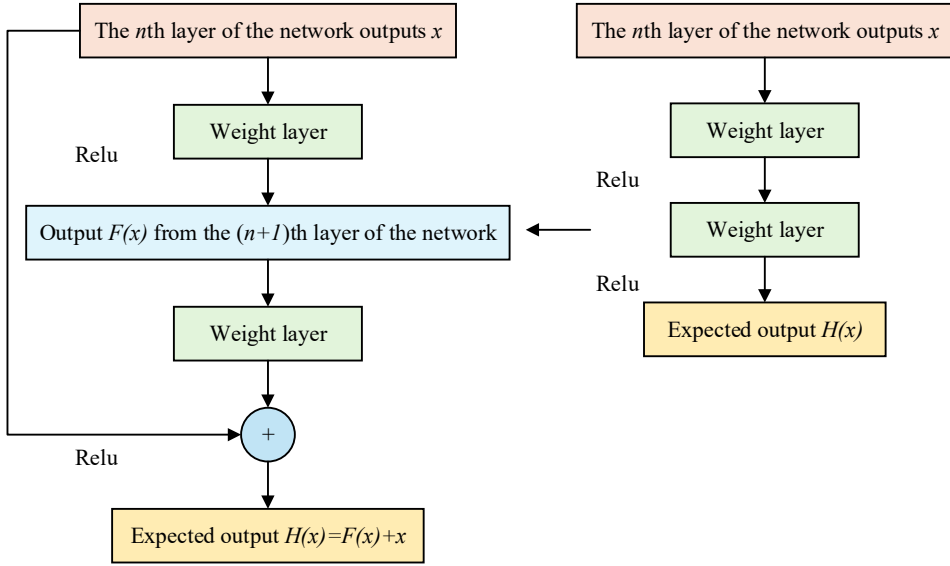 The nth layer of the network outputs x
Weight layer
Relu
Output F(x) from the (n+1)th layer of the network
Weight layer
+
Relu
Expected output H(x)=F(x)+x
The nth layer of the network outputs x
Weight layer
Relu
Weight layer
Relu
Expected output H(x)